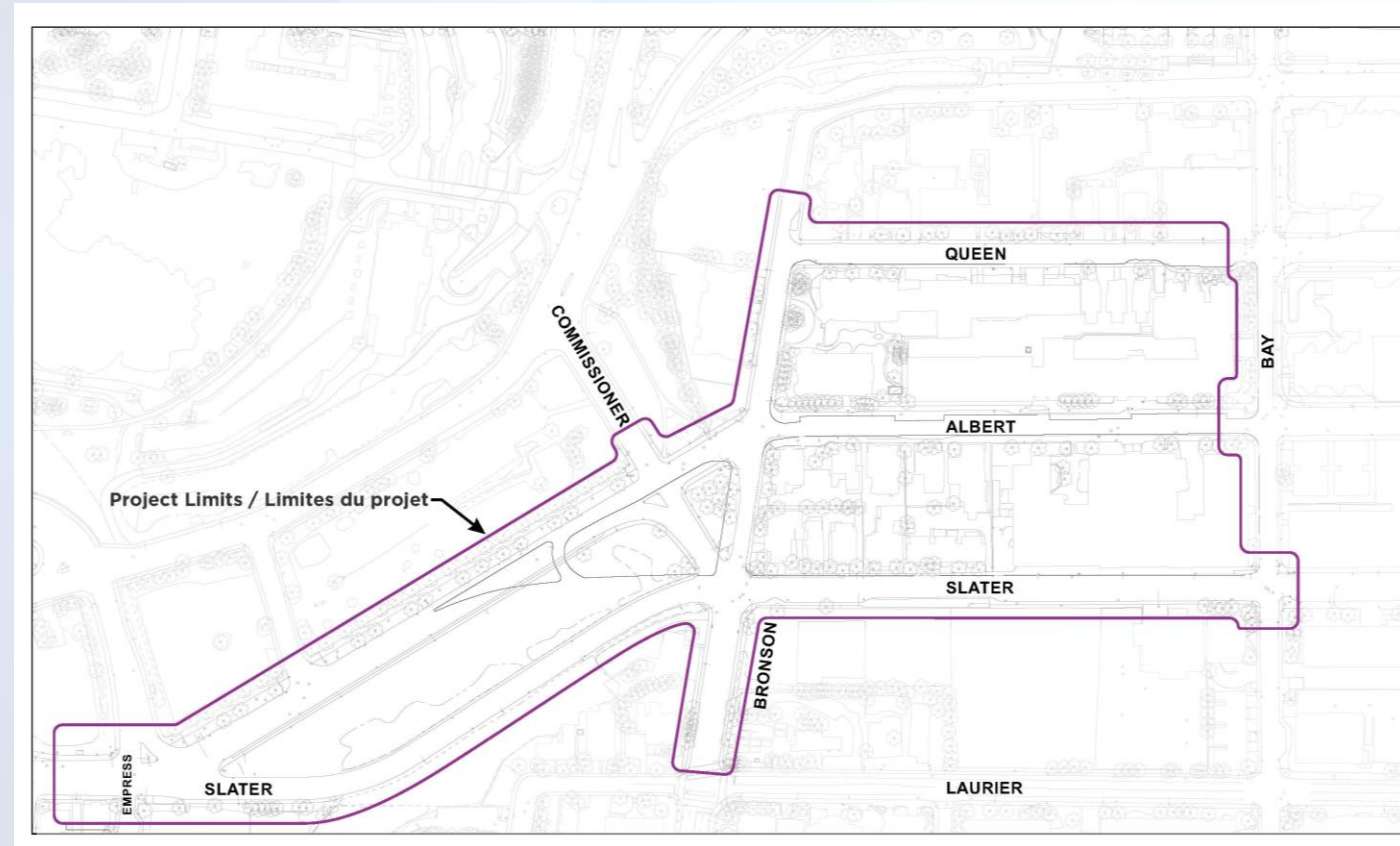 QUEEN
COMMISSIONER
BAY
ALBERT
Project Limits / Limites du projet
SLATER
BRONSON
EMPRESS
SLATER
LAURIER